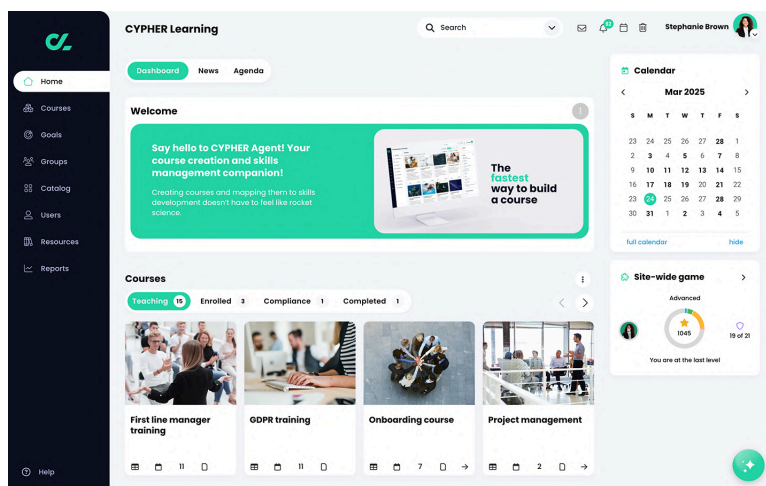 CYPHER Learning
Search
92
Stephanie Brown
Home
Courses
Goals
Groups
Catalog
Users
Resources
Reports
Help
Dashboard
News
Agenda
Welcome
1
Say hello to CYPHER Agent! Your
course creation and skills
management companion!
Creating courses and mapping them to skills
development doesn't have to feel like rocket
science.
The
fastest
way to build
a course
Courses
Teaching 15
Enrolled 3
Compliance 1
Completed 1
First line manager
training
11
GDPR training
11
Onboarding course
7
Project management
2
Calendar
Mar 2025
S M T W T F S
23 24 25 26 27 28 1
2 3 4 5 6 7 8
9 10 11 12 13 14 15
16 17 18 19 20 21 22
23 24 25 26 27 28 29
30 31 1 2 3 4 5
full calendar
hide
Site-wide game
Advanced
1045
19 of 21
You are at the last level